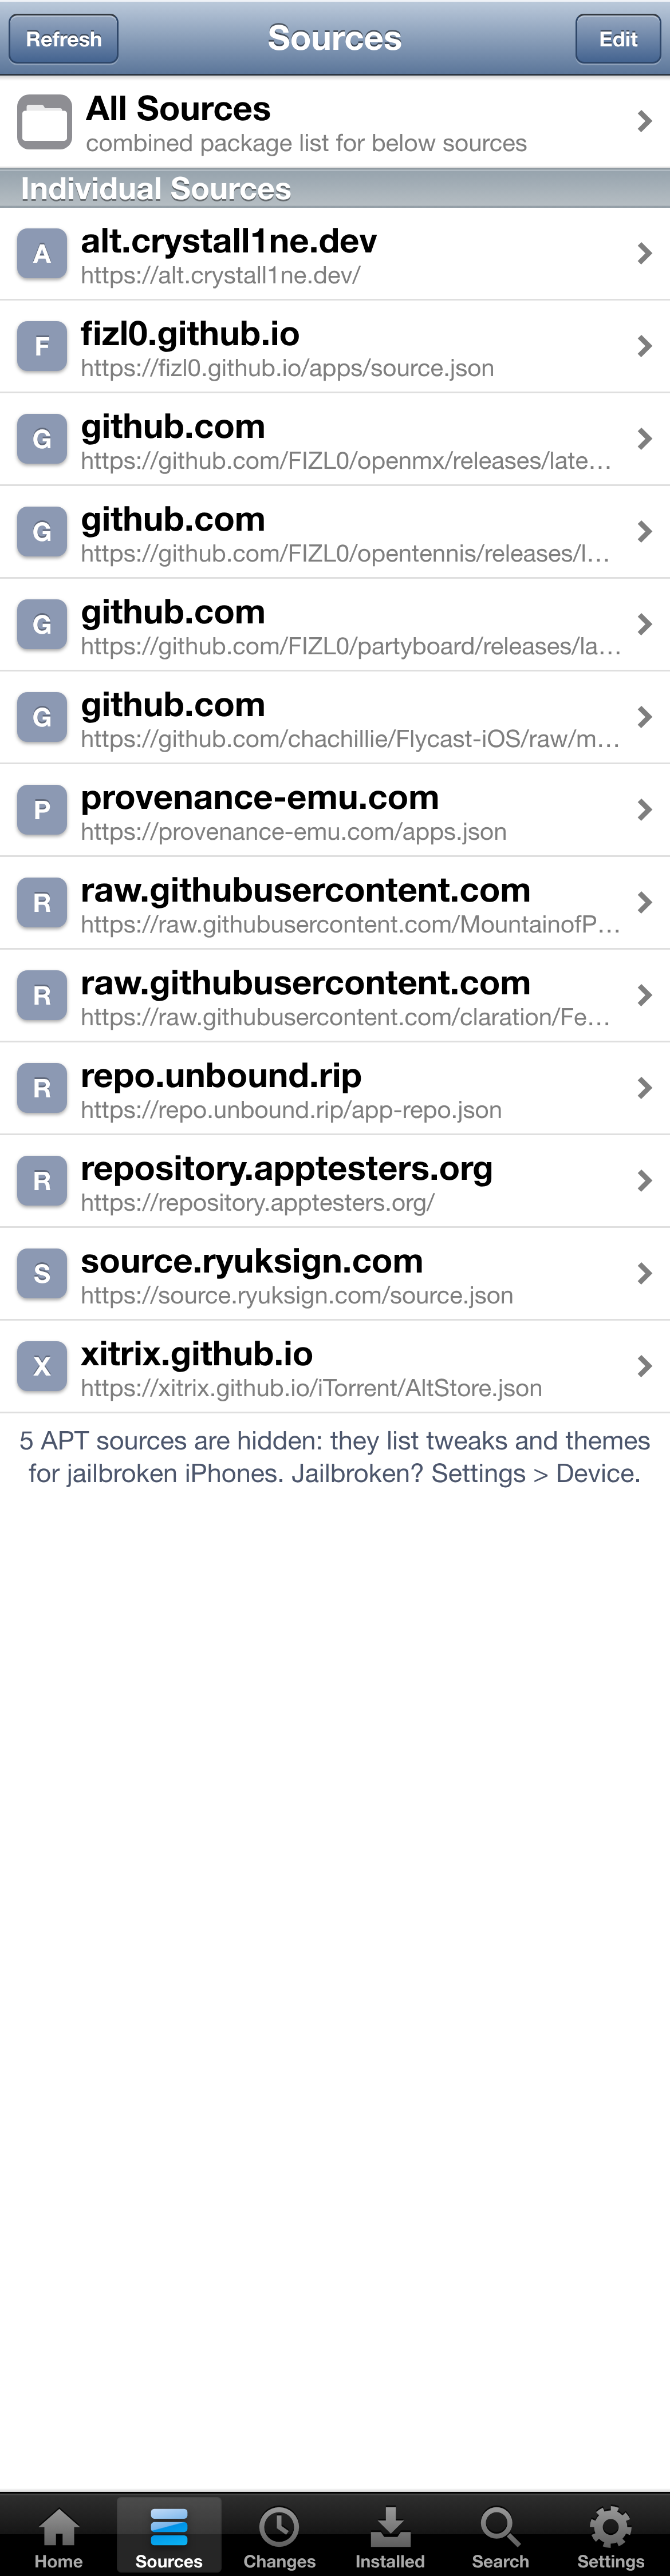 Refresh
Sources
Edit
All Sources
combined package list for below sources
Individual Sources
A
alt.crystall1ne.dev
https://alt.crystall1ne.dev/
F
fizl0.github.io
https://fizl0.github.io/apps/source.json
G
github.com
https://github.com/FIZL0/openmx/releases/late...
G
github.com
https://github.com/FIZL0/opentennis/releases/l...
G
github.com
https://github.com/FIZL0/partyboard/releases/la...
G
github.com
https://github.com/chachillie/Flycast-iOS/raw/m...
P
provenance-emu.com
https://provenance-emu.com/apps.json
R
raw.githubusercontent.com
https://raw.githubusercontent.com/MountainofP...
R
raw.githubusercontent.com
https://raw.githubusercontent.com/claration/Fe...
R
repo.unbound.rip
https://repo.unbound.rip/app-repo.json
R
repository.apptesters.org
https://repository.apptesters.org/
S
source.ryuksign.com
https://source.ryuksign.com/source.json
X
xitrix.github.io
https://xitrix.github.io/iTorrent/AltStore.json
5 APT sources are hidden: they list tweaks and themes
for jailbroken iPhones. Jailbroken? Settings > Device.
Home
Sources
Changes
Installed
Search
Settings